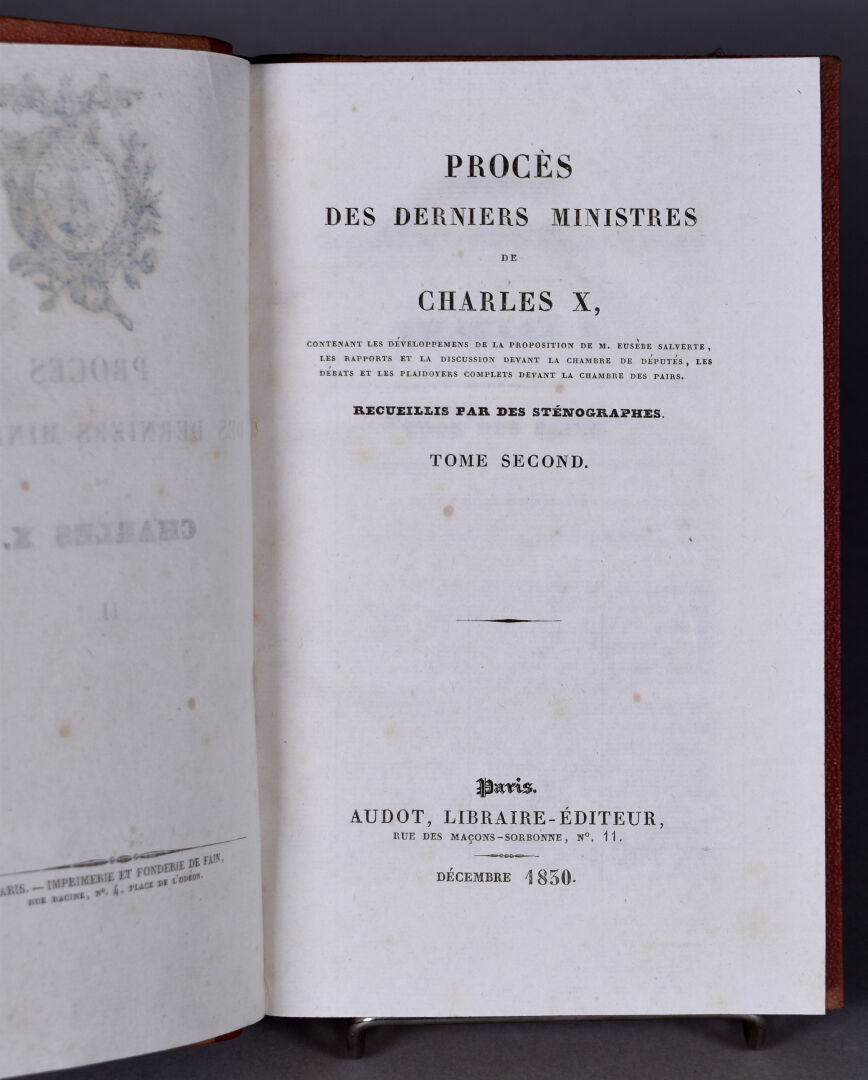 PARIS. — IMPRIMERIE ET FONDERIE DE FAIN,
RUE RACINE, N°. 4, PLACE DE L'ODÉON.
PROCÈS
DES DERNIERS MINISTRES
DE
CHARLES X,
CONTENANT LES DÉVELOPPEMENS DE LA PROPOSITION DE M. EUSÈBE SALVERTE,
LES RAPPORTS ET LA DISCUSSION DEVANT LA CHAMBRE DE DÉPUTÉS, LES
DÉBATS ET LES PLAIDOYERS COMPLETS DEVANT LA CHAMBRE DES PAIRS.
RECUEILLIS PAR DES STÉNOGRAPHES.
TOME SECOND.
Paris.
AUDOT, LIBRAIRE-ÉDITEUR,
RUE DES MAÇONS-SORBONNE, N°. 11.
DÉCEMBRE 1830.